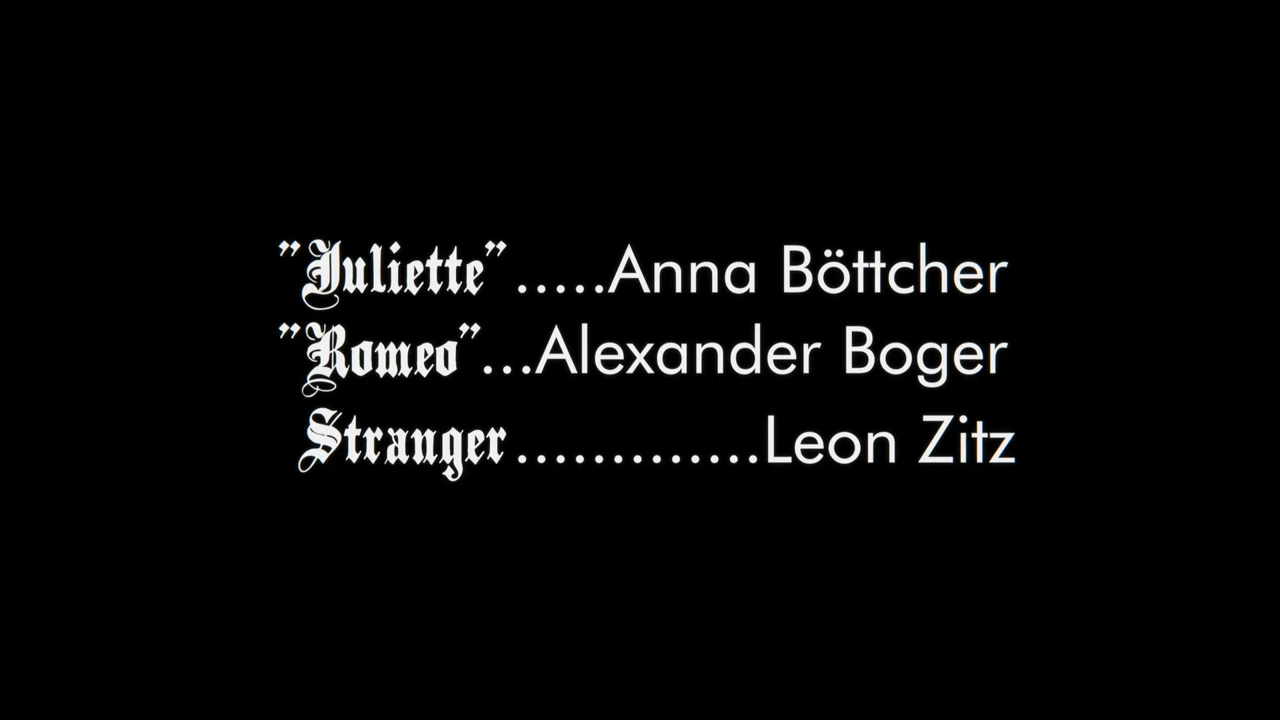 "Juliette".....Anna Böttcher
"Romeo"...Alexander Boger
Stranger.............Leon Zitz